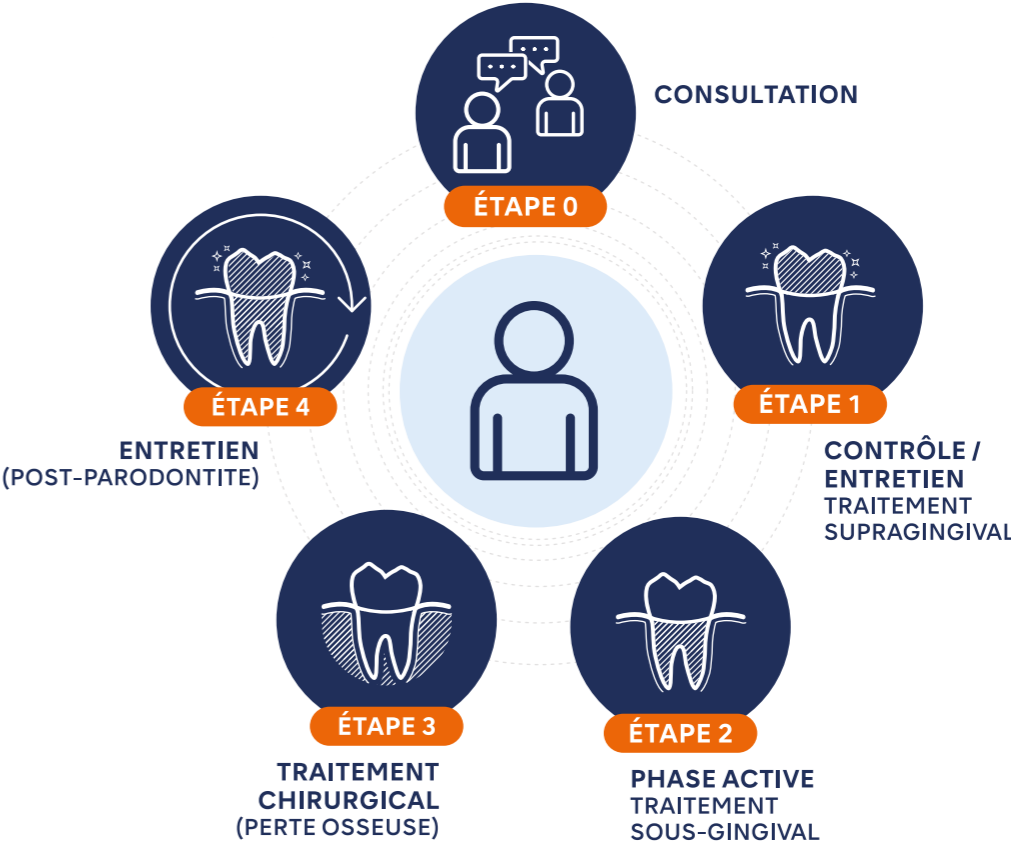 CONSULTATION
ÉTAPE 0
ÉTAPE 1
CONTRÔLE /
ENTRETIEN
TRAITEMENT
SUPRAGINGIVAL
ÉTAPE 2
PHASE ACTIVE
TRAITEMENT
SOUS-GINGIVAL
ÉTAPE 3
TRAITEMENT
CHIRURGICAL
(PERTE OSSEUSE)
ÉTAPE 4
ENTRETIEN
(POST-PARODONTITE)